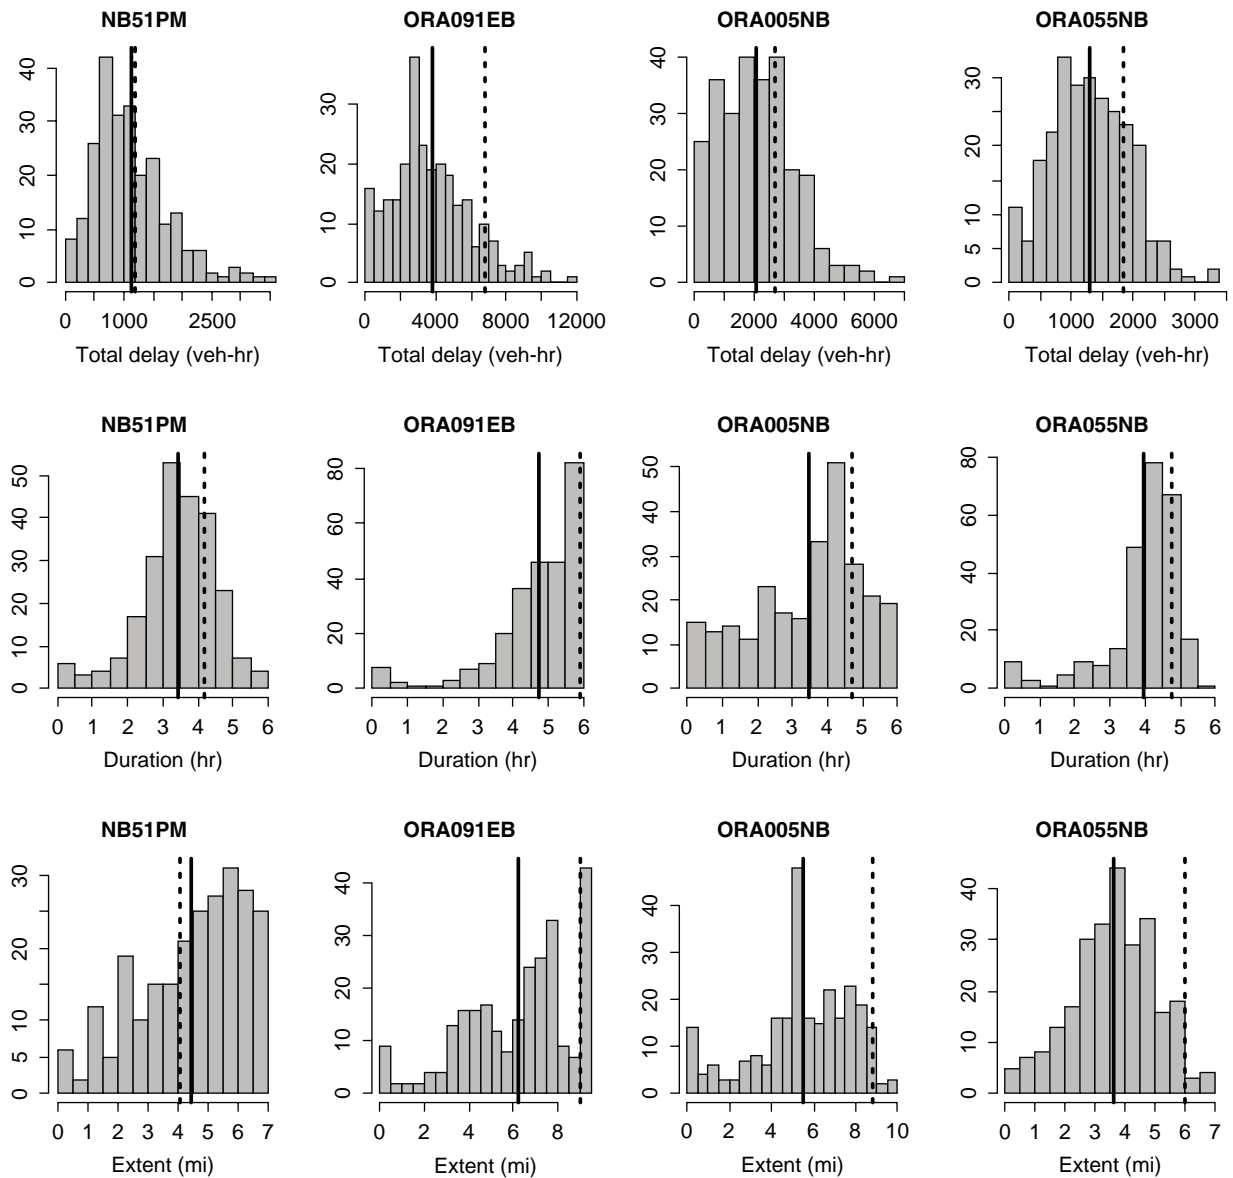 NB51PM ORA091EB ORA005NB ORA055NB
0 10 20 30 40
0 10 20 30
0 10 20 30 40
0 5 10 20 30
0 1000 2500 0 4000 8000 12000 0 2000 4000 6000 0 1000 2000 3000
Total delay (veh-hr) Total delay (veh-hr) Total delay (veh-hr) Total delay (veh-hr)
NB51PM ORA091EB ORA005NB ORA055NB
0 10 20 30 40 50
0 20 40 60 80
0 10 20 30 40 50
0 20 40 60 80
0 1 2 3 4 5 6 0 1 2 3 4 5 6 0 1 2 3 4 5 6 0 1 2 3 4 5 6
Duration (hr) Duration (hr) Duration (hr) Duration (hr)
NB51PM ORA091EB ORA005NB ORA055NB
0 5 10 20 30
0 10 20 30 40
0 10 20 30 40
0 10 20 30 40
0 1 2 3 4 5 6 7 0 2 4 6 8 0 2 4 6 8 10 0 1 2 3 4 5 6 7
Extent (mi) Extent (mi) Extent (mi) Extent (mi)